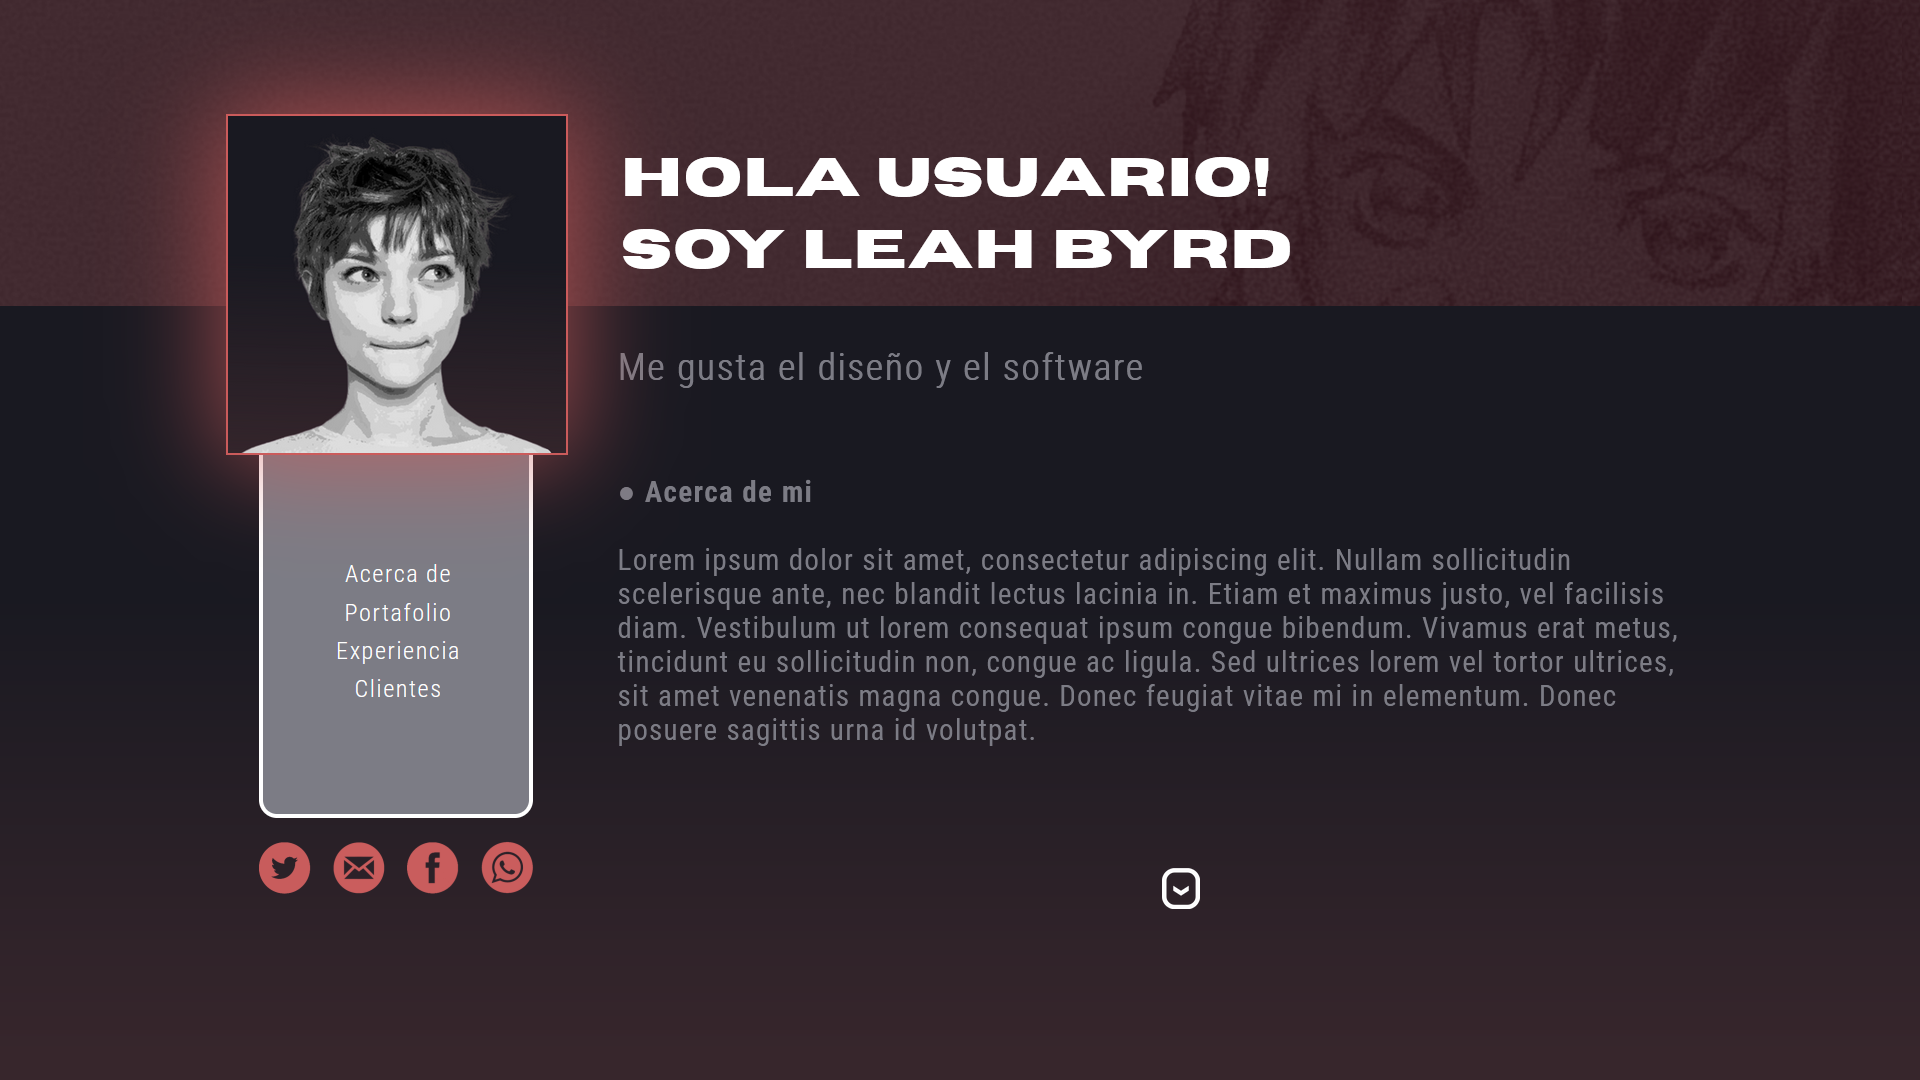 HOLA USUARIO!
SOY LEAH BYRD
Me gusta el diseño y el software
● Acerca de mi
Lorem ipsum dolor sit amet, consectetur adipiscing elit. Nullam sollicitudin
scelerisque ante, nec blandit lectus lacinia in. Etiam et maximus justo, vel facilisis
diam. Vestibulum ut lorem consequat ipsum congue bibendum. Vivamus erat metus,
tincidunt eu sollicitudin non, congue ac ligula. Sed ultrices lorem vel tortor ultrices,
sit amet venenatis magna congue. Donec feugiat vitae mi in elementum. Donec
posuere sagittis urna id volutpat.
Acerca de
Portafolio
Experiencia
Clientes